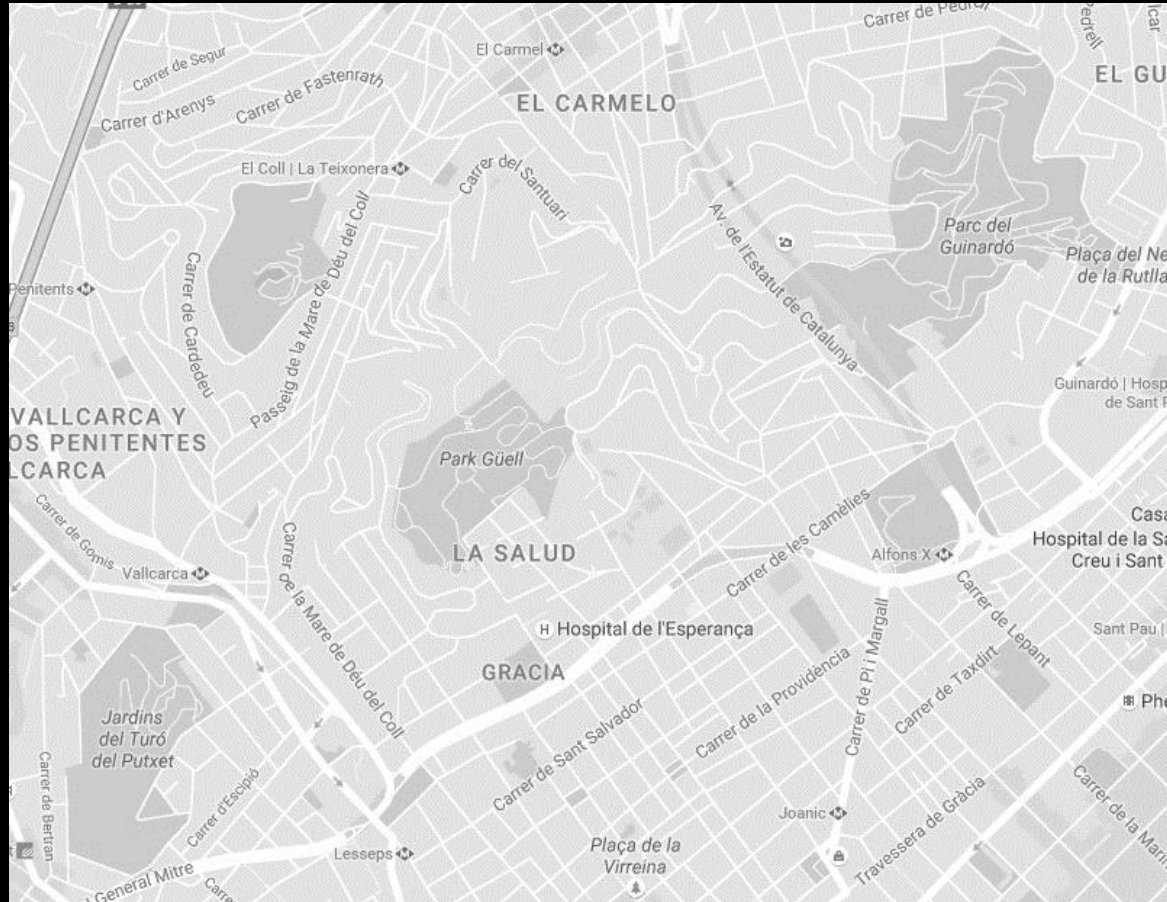 Carrer de Pedrell
Pedrell
El Carmel
Carrer de Segur
EL GU
Carrer de Fastenrath
EL CARMELO
Carrer d'Arenys
El Coll | La Teixonera
Carrer del Santuari
Av. de l'Estatut de Catalunya
Parc del
Guinardó
Plaça del Ne
de la Rutlla
Penitents
Carrer de Cardedeu
Passeig de la Mare de Déu del Coll
Guinardó | Hosp
de Sant P
VALLCARCA Y
OS PENITENTES
LCARCA
Park Güell
Carrer de Gomis
Vallcarca
LA SALUD
Carrer de les Camèlies
Alfons X
Casa
Hospital de la Sa
Creu i Sant
Carrer de la Mare de Déu del Coll
Hospital de l'Esperança
Carrer de Lepant
Sant Pau |
GRACIA
Carrer de Pi i Margall
Carrer de Taxdirt
Carrer de la Providència
Carrer de Sant Salvador
Phe
Jardins
del Turó
del Putxet
Carrer de Bertran
Carrer d'Escipió
Joanic
Travessera de Gràcia
Carrer de la Marin
Lesseps
Plaça de la
Virreina
l General Mitre
Carre